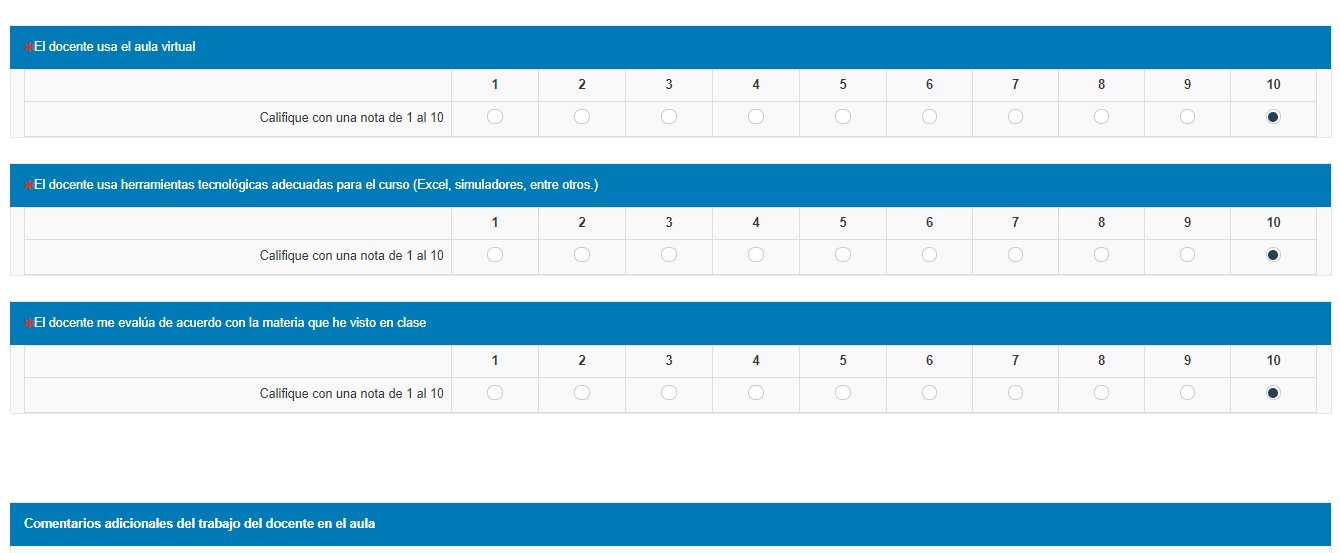 *El docente usa el aula virtual
1 2 3 4 5 6 7 8 9 10
Califique con una nota de 1 al 10
*El docente usa herramientas tecnológicas adecuadas para el curso (Excel, simuladores, entre otros.)
1 2 3 4 5 6 7 8 9 10
Califique con una nota de 1 al 10
*El docente me evalúa de acuerdo con la materia que he visto en clase
1 2 3 4 5 6 7 8 9 10
Califique con una nota de 1 al 10
Comentarios adicionales del trabajo del docente en el aula